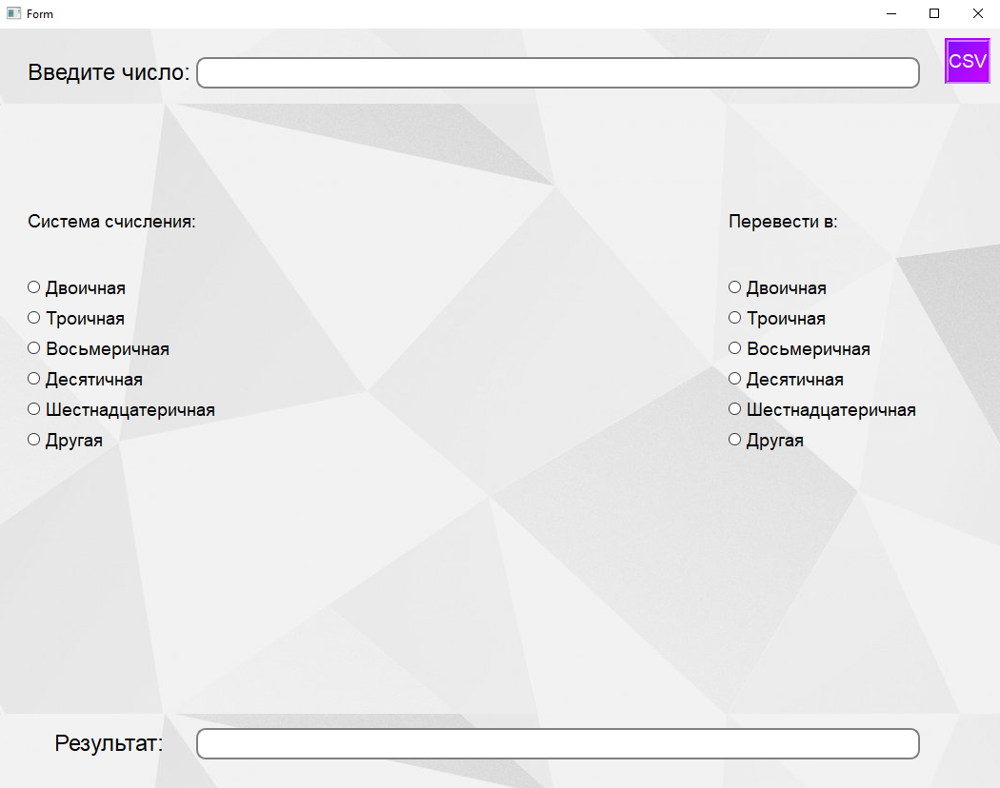 Form
Введите число:
CSV
Система счисления:
Двоичная
Троичная
Восьмеричная
Десятичная
Шестнадцатеричная
Другая
Перевести в:
Двоичная
Троичная
Восьмеричная
Десятичная
Шестнадцатеричная
Другая
Результат: